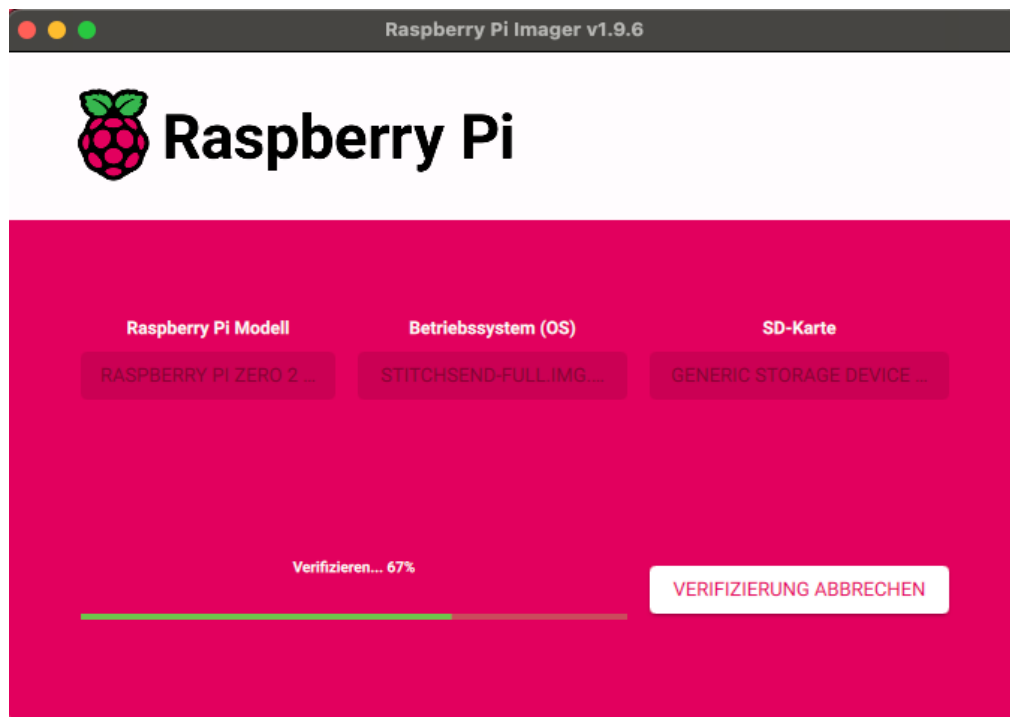 Raspberry Pi Imager v1.9.6
Raspberry Pi
Raspberry Pi Modell
Betriebssystem (OS)
SD-Karte
RASPBERRY PI ZERO 2 ...
STITCHSEND-FULL.IMG....
GENERIC STORAGE DEVICE ...
Verifizieren... 67%
VERIFIZIERUNG ABBRECHEN